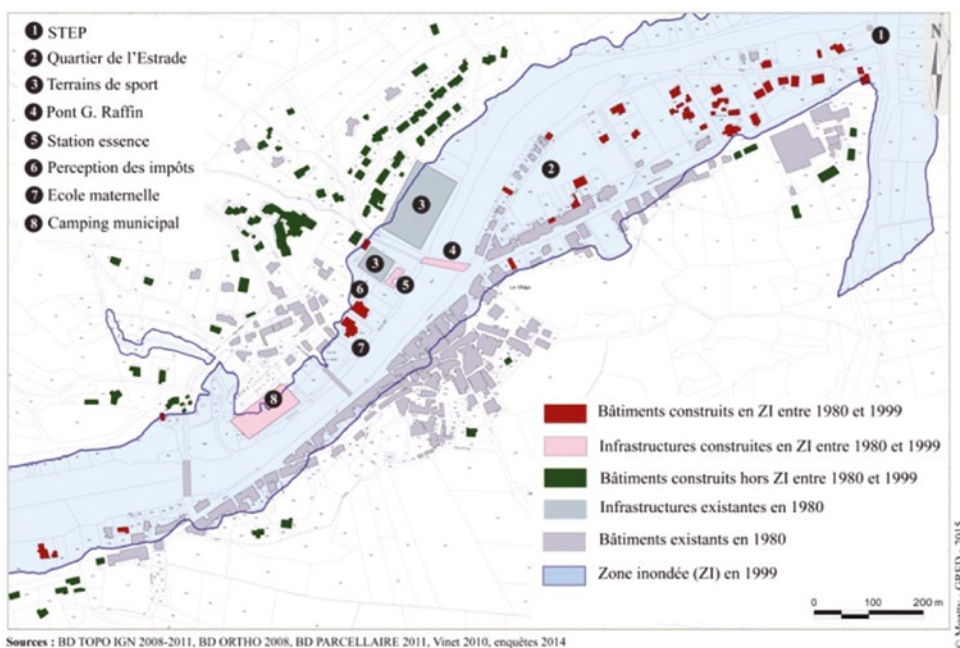 1 STEP
2 Quartier de l'Estrade
3 Terrains de sport
4 Pont G. Raffin
5 Station essence
6 Perception des impôts
7 Ecole maternelle
8 Camping municipal
N
1
2
3
4
3
5
6
Le Village
7
8
Bâtiments construits en ZI entre 1980 et 1999
Infrastructures construites en ZI entre 1980 et 1999
Bâtiments construits hors ZI entre 1980 et 1999
Infrastructures existantes en 1980
Bâtiments existants en 1980
Zone inondée (ZI) en 1999
0 100 200 m
GRED - 2015
Sources : BD TOPO IGN 2008-2011, BD ORTHO 2008, BD PARCELLAIRE 2011, Vinet 2010, enquêtes 2014